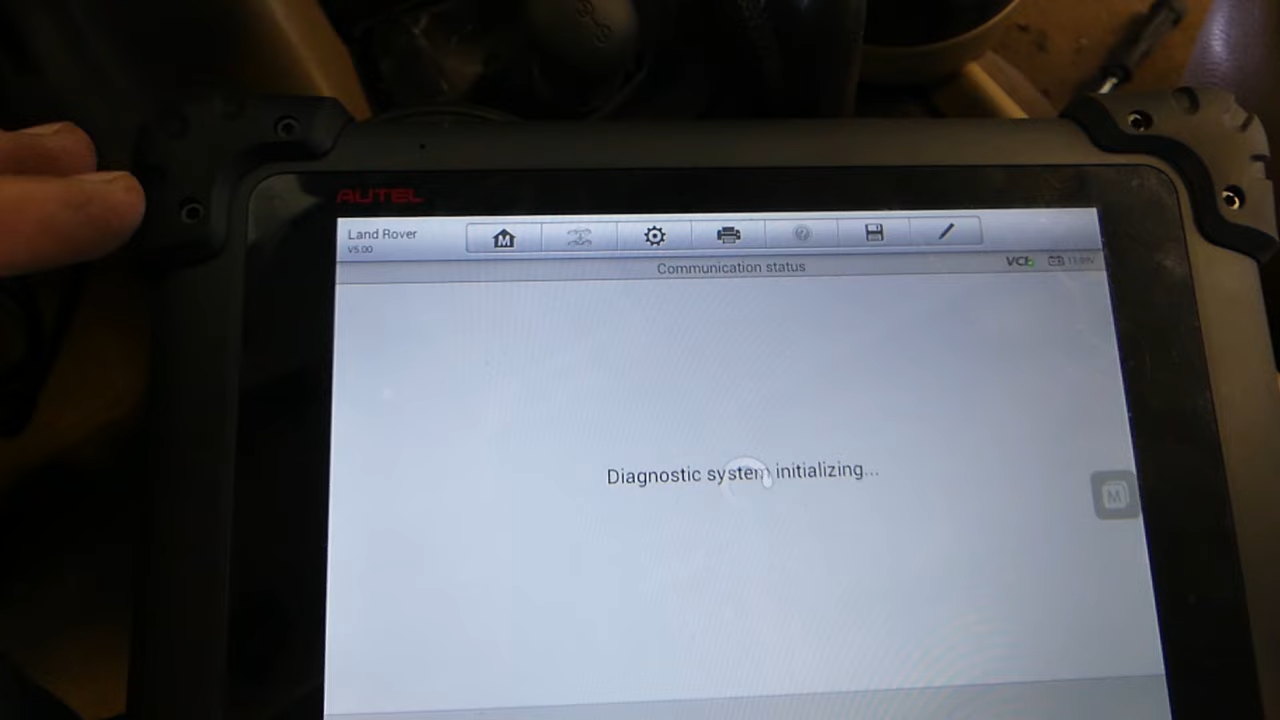 AUTEL
Land Rover
V5.00
M
Communication status
VCI
Diagnostic system initializing...
M